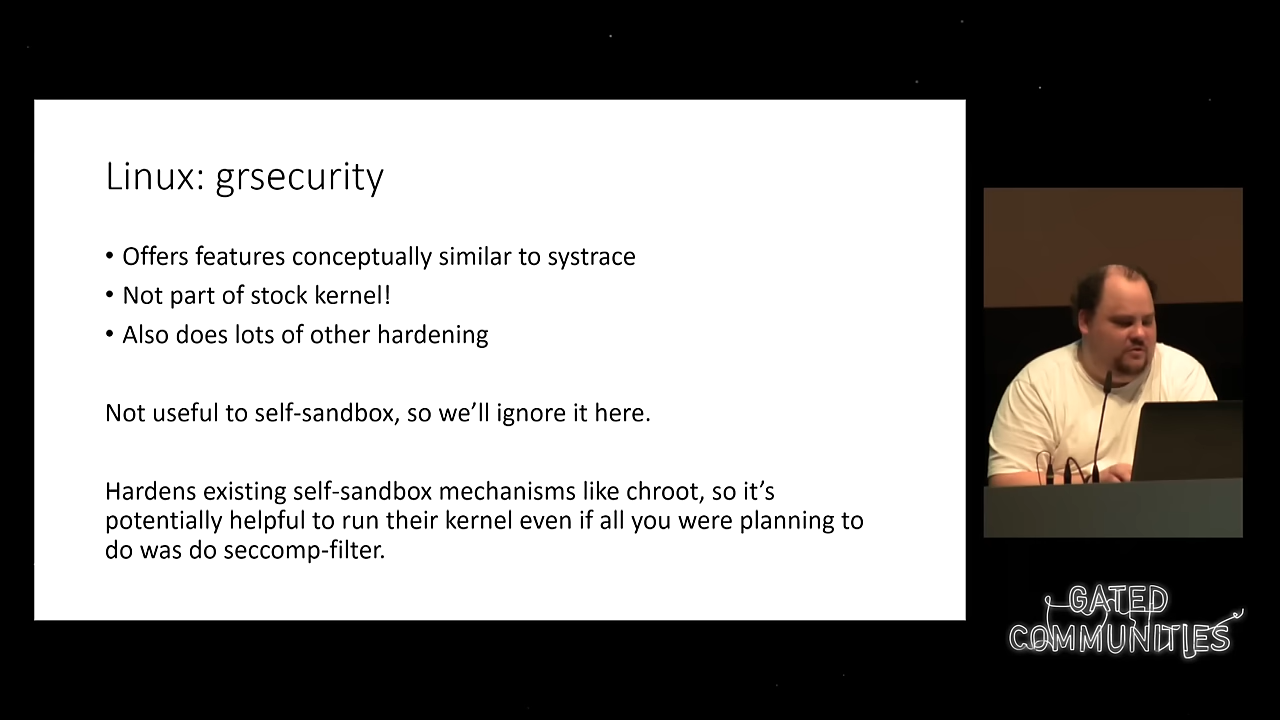 Linux: grsecurity
• Offers features conceptually similar to systrace
• Not part of stock kernel!
• Also does lots of other hardening
Not useful to self-sandbox, so we’ll ignore it here.
Hardens existing self-sandbox mechanisms like chroot, so it’s
potentially helpful to run their kernel even if all you were planning to
do was do seccomp-filter.
GATED
COMMUNITIES